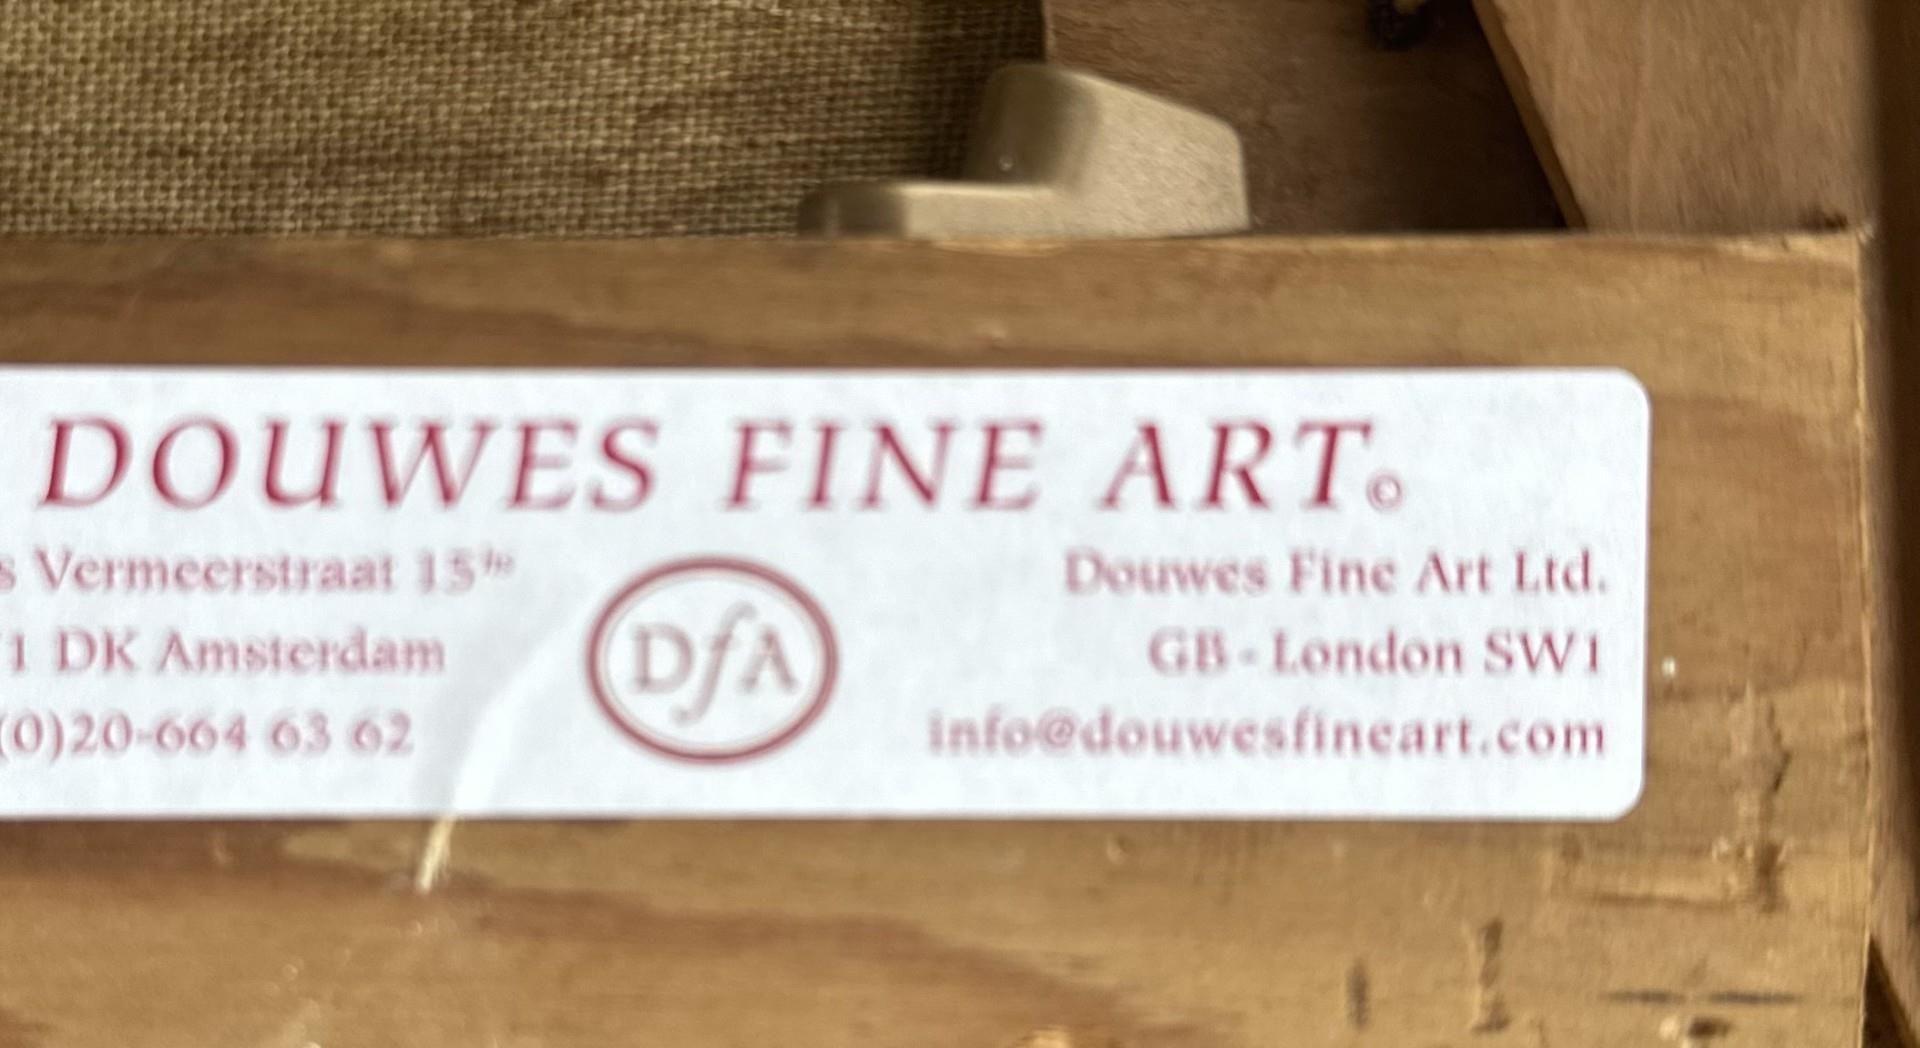 DOUWES FINE ART©
s Vermeerstraat 15hs
1 DK Amsterdam
(0)20-664 63 62
DfA
Douwes Fine Art Ltd.
GB - London SW1
info@douwesfineart.com